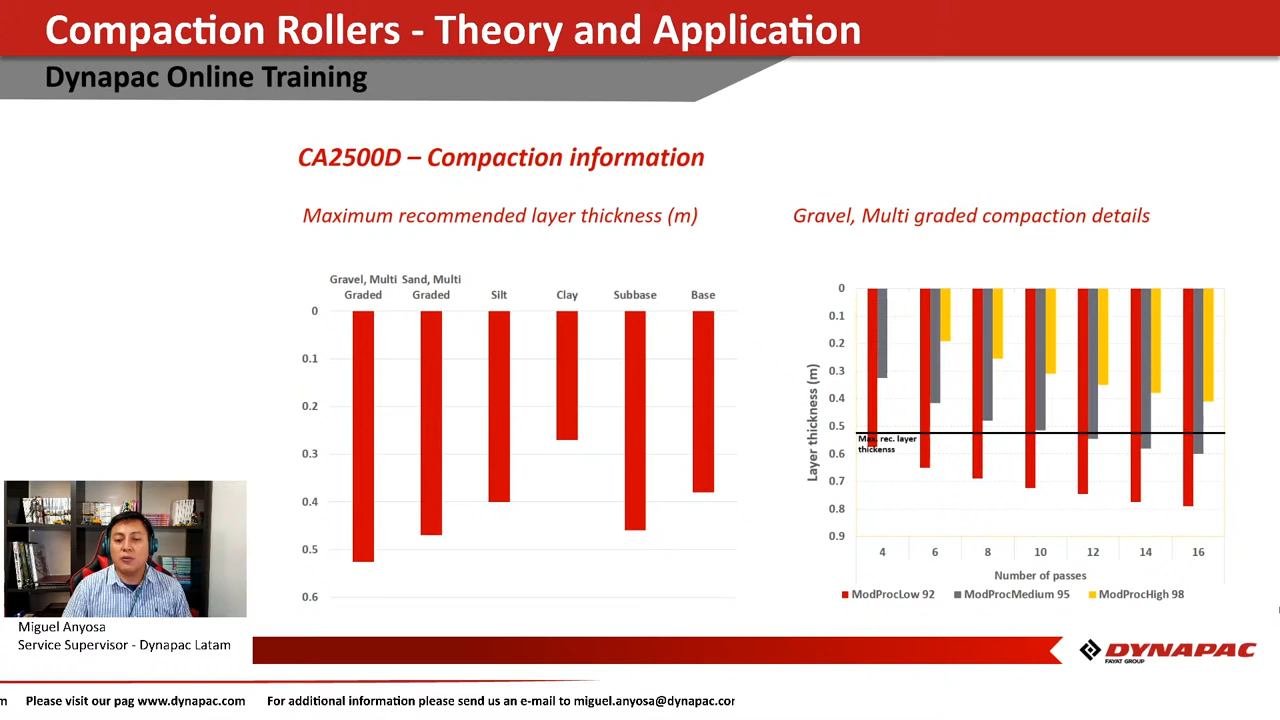 Compaction Rollers - Theory and Application
Dynapac Online Training
CA2500D – Compaction information
Maximum recommended layer thickness (m)
Gravel, Multi Graded
Sand, Multi Graded
Silt
Clay
Subbase
Base
0
0.1
0.2
0.3
0.4
0.5
0.6
Gravel, Multi graded compaction details
Layer thickness (m)
0
0.1
0.2
0.3
0.4
0.5
0.6
0.7
0.8
0.9
Max. rec. layer
thickenss
4 6 8 10 12 14 16
Number of passes
ModProcLow 92 ModProcMedium 95 ModProcHigh 98
Miguel Anyosa
Service Supervisor - Dynapac Latam
DYNAPAC
FAYAT GROUP
m Please visit our pag www.dynapac.com For additional information please send us an e-mail to miguel.anyosa@dynapac.cor